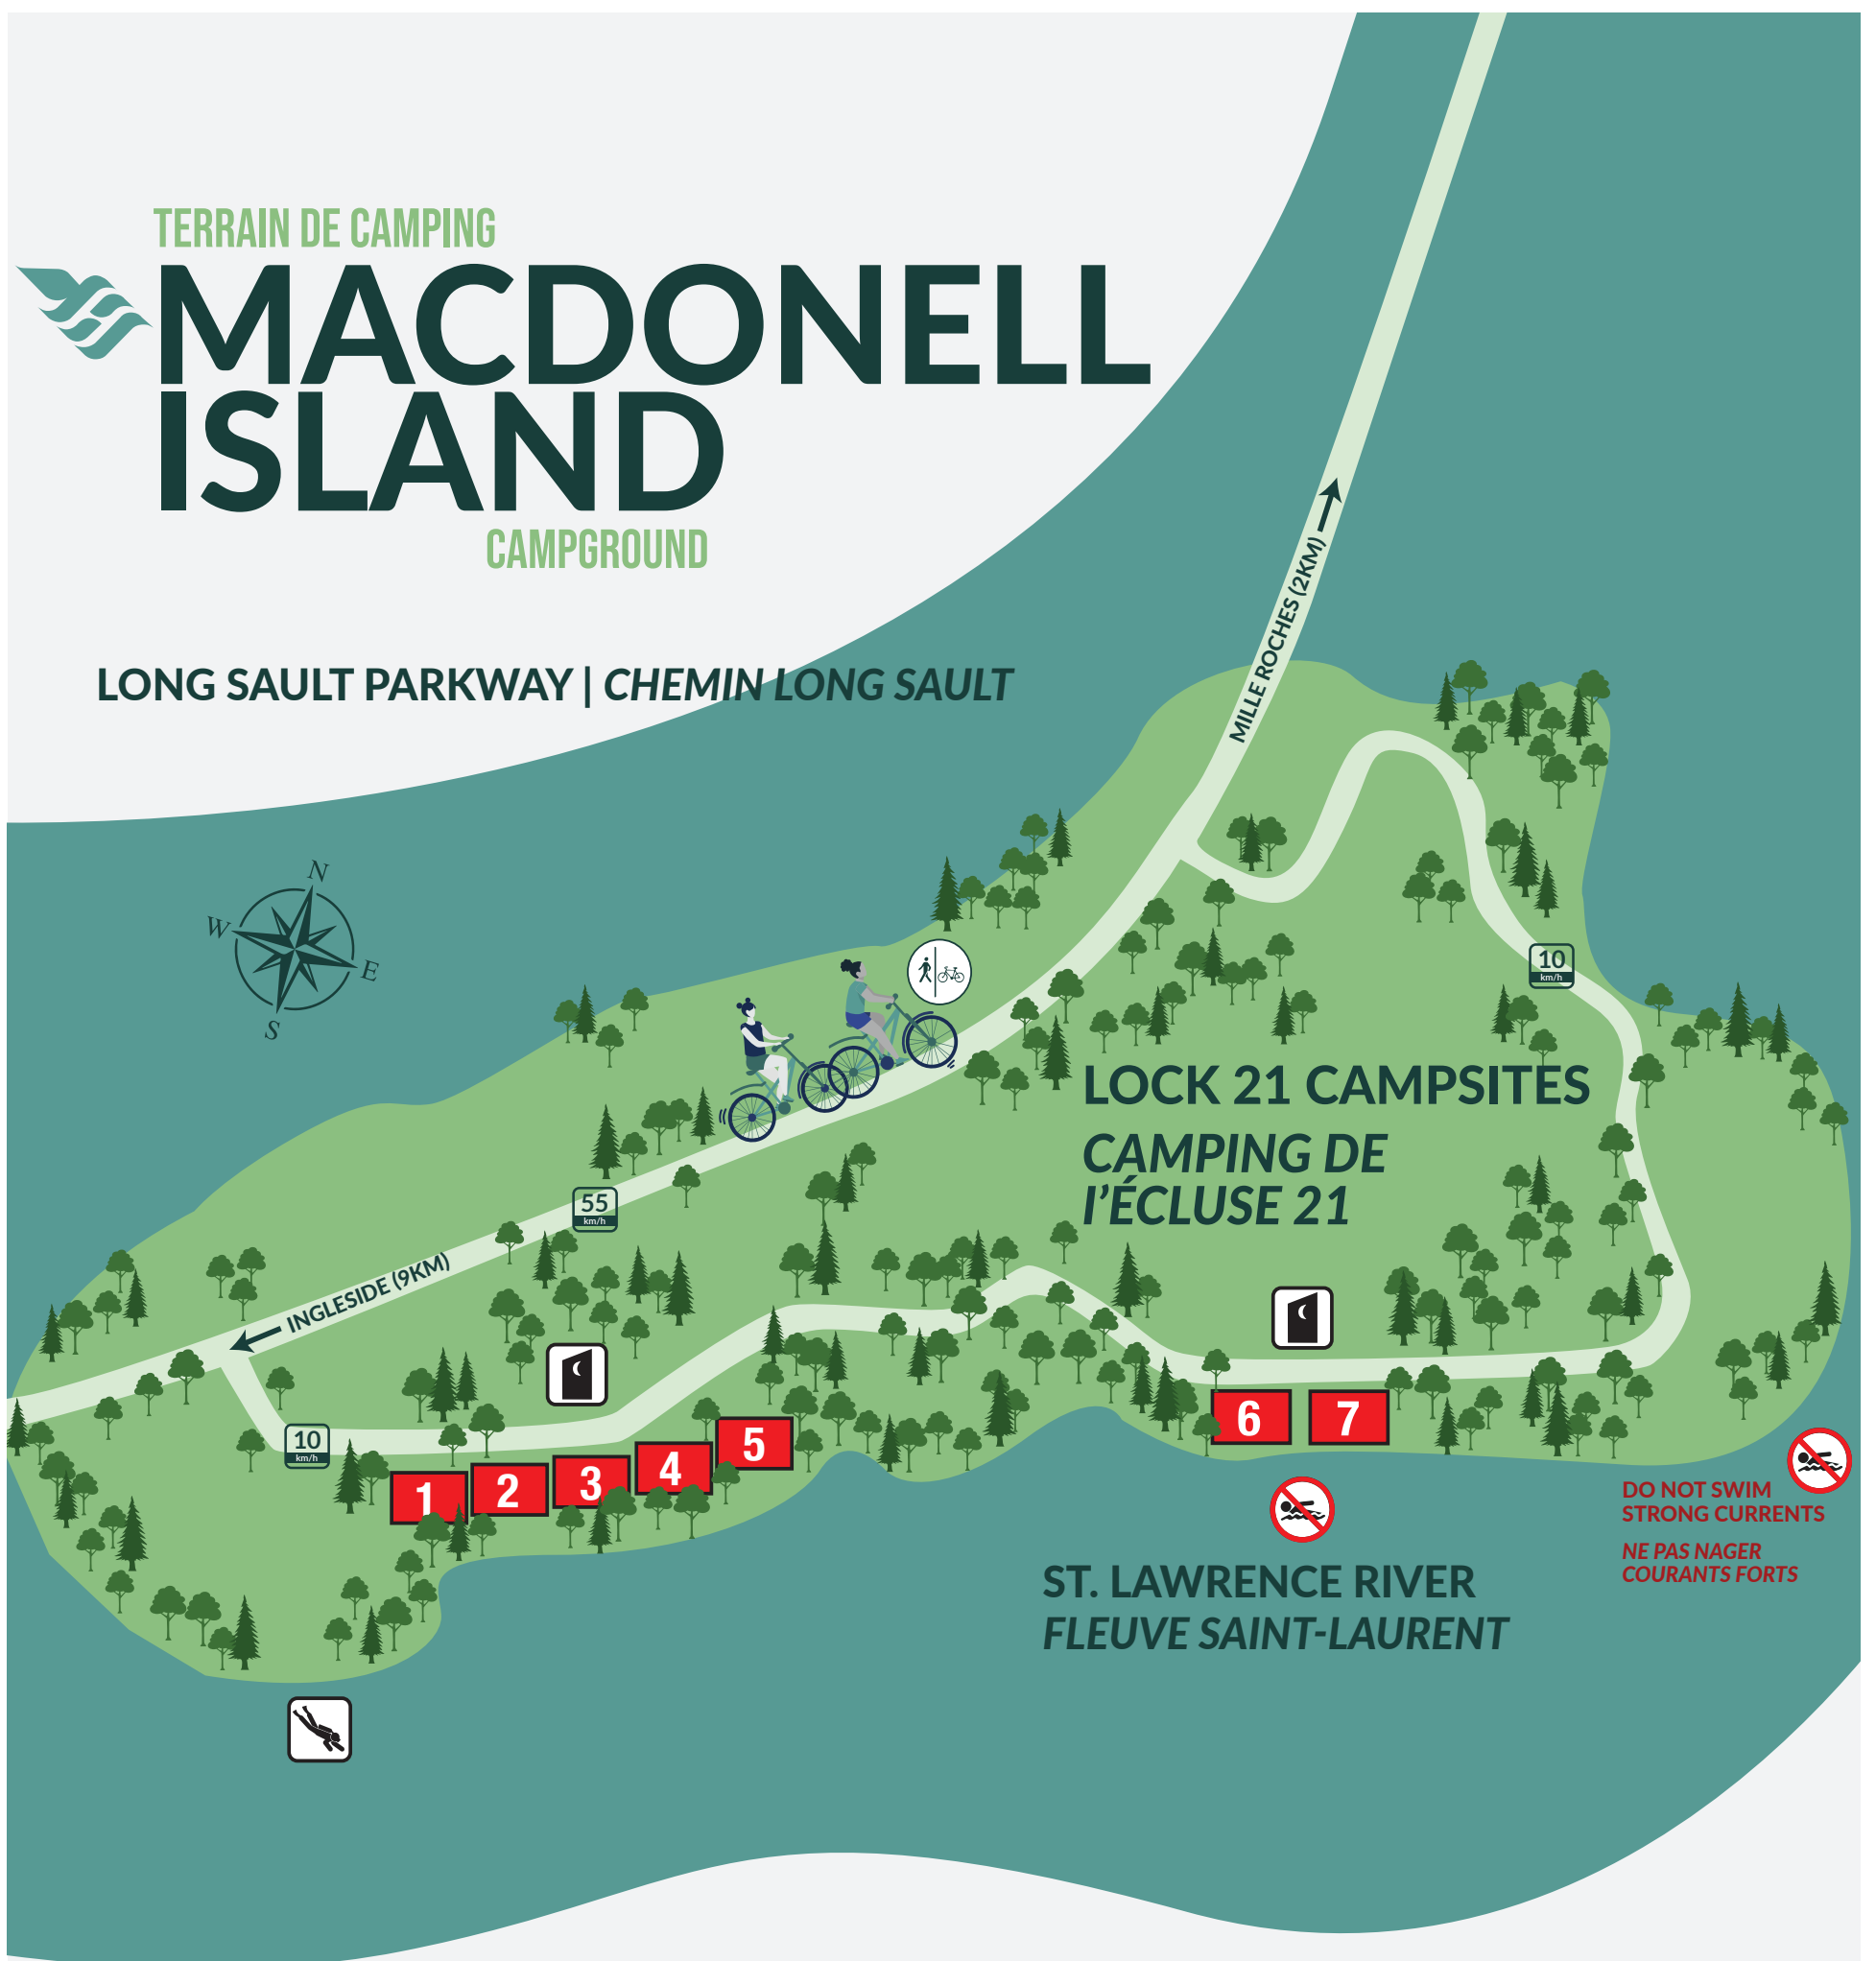 TERRAIN DE CAMPING
MACDONELL
ISLAND
CAMPGROUND
LONG SAULT PARKWAY | CHEMIN LONG SAULT
MILLE ROCHES (2KM)
N
W
E
S
10
km/h
LOCK 21 CAMPSITES
CAMPING DE
l'ÉCLUSE 21
55
km/h
INGLESIDE (9KM)
10
km/h
1
2
3
4
5
6
7
DO NOT SWIM
STRONG CURRENTS
NE PAS NAGER
COURANTS FORTS
ST. LAWRENCE RIVER
FLEUVE SAINT-LAURENT